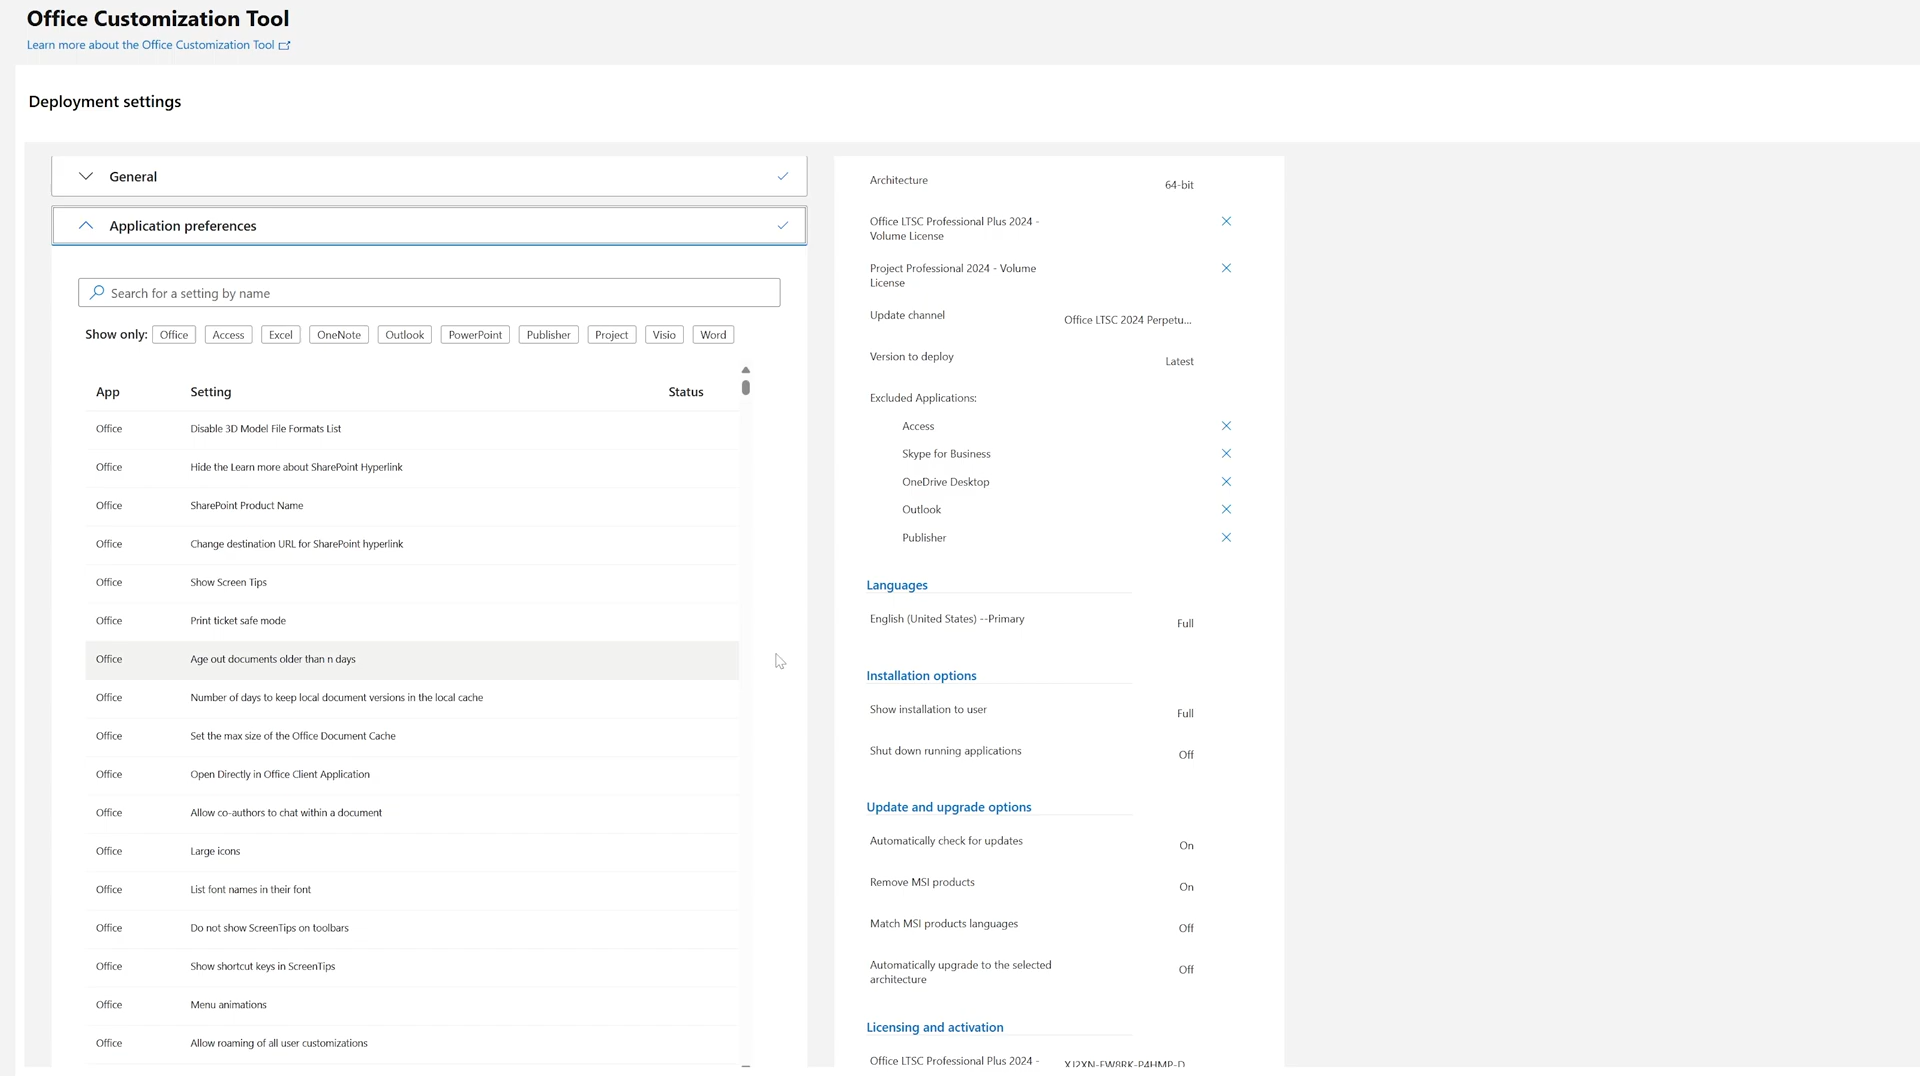 Office Customization Tool
Learn more about the Office Customization Tool
Deployment settings
General
Application preferences
Search for a setting by name
Show only: Office Access Excel OneNote Outlook PowerPoint Publisher Project Visio Word
App Setting Status
Office Disable 3D Model File Formats List
Office Hide the Learn more about SharePoint Hyperlink
Office SharePoint Product Name
Office Change destination URL for SharePoint hyperlink
Office Show Screen Tips
Office Print ticket safe mode
Office Age out documents older than n days
Office Number of days to keep local document versions in the local cache
Office Set the max size of the Office Document Cache
Office Open Directly in Office Client Application
Office Allow co-authors to chat within a document
Office Large icons
Office List font names in their font
Office Do not show ScreenTips on toolbars
Office Show shortcut keys in ScreenTips
Office Menu animations
Office Allow roaming of all user customizations
Architecture 64-bit
Office LTSC Professional Plus 2024 -
Volume License
Project Professional 2024 - Volume
License
Update channel Office LTSC 2024 Perpetu...
Version to deploy Latest
Excluded Applications:
Access
Skype for Business
OneDrive Desktop
Outlook
Publisher
Languages
English (United States) --Primary Full
Installation options
Show installation to user Full
Shut down running applications Off
Update and upgrade options
Automatically check for updates On
Remove MSI products On
Match MSI products languages Off
Automatically upgrade to the selected
architecture Off
Licensing and activation
Office LTSC Professional Plus 2024 -